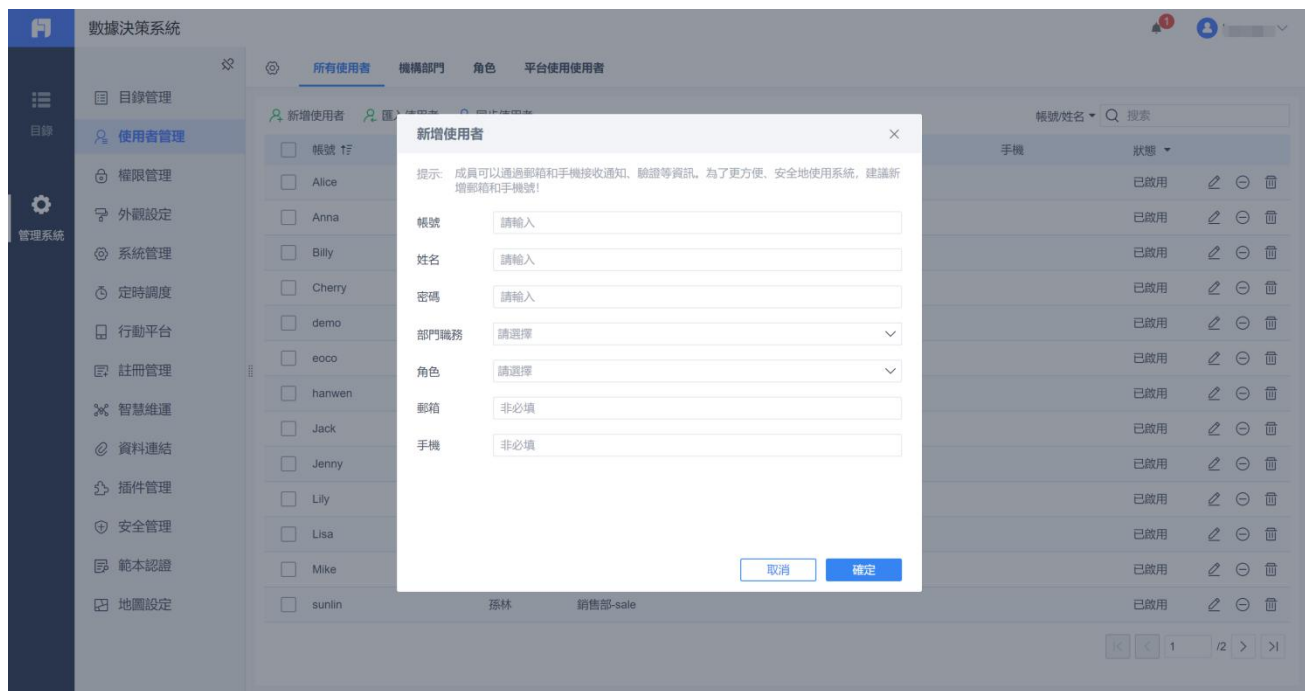 數據決策系統
1
目錄
管理系統
目錄管理
使用者管理
權限管理
外觀設定
系統管理
定時調度
行動平台
註冊管理
智慧維運
資料連結
插件管理
安全管理
範本認證
地圖設定
所有使用者 機構部門 角色 平台使用使用者
新增使用者 匯入使用者 同步使用者 帳號/姓名 搜索
帳號 手機 狀態
Alice 已啟用
Anna 已啟用
Billy 已啟用
Cherry 已啟用
demo 已啟用
eoco 已啟用
hanwen 已啟用
Jack 已啟用
Jenny 已啟用
Lily 已啟用
Lisa 已啟用
Mike 已啟用
sunlin 孫林 銷售部-sale 已啟用
1 /2
新增使用者
提示: 成員可以通過郵箱和手機接收通知、驗證等資訊。為了更方便、安全地使用系統,建議新
增郵箱和手機號!
帳號 請輸入
姓名 請輸入
密碼 請輸入
部門職務 請選擇
角色 請選擇
郵箱 非必填
手機 非必填
取消 確定